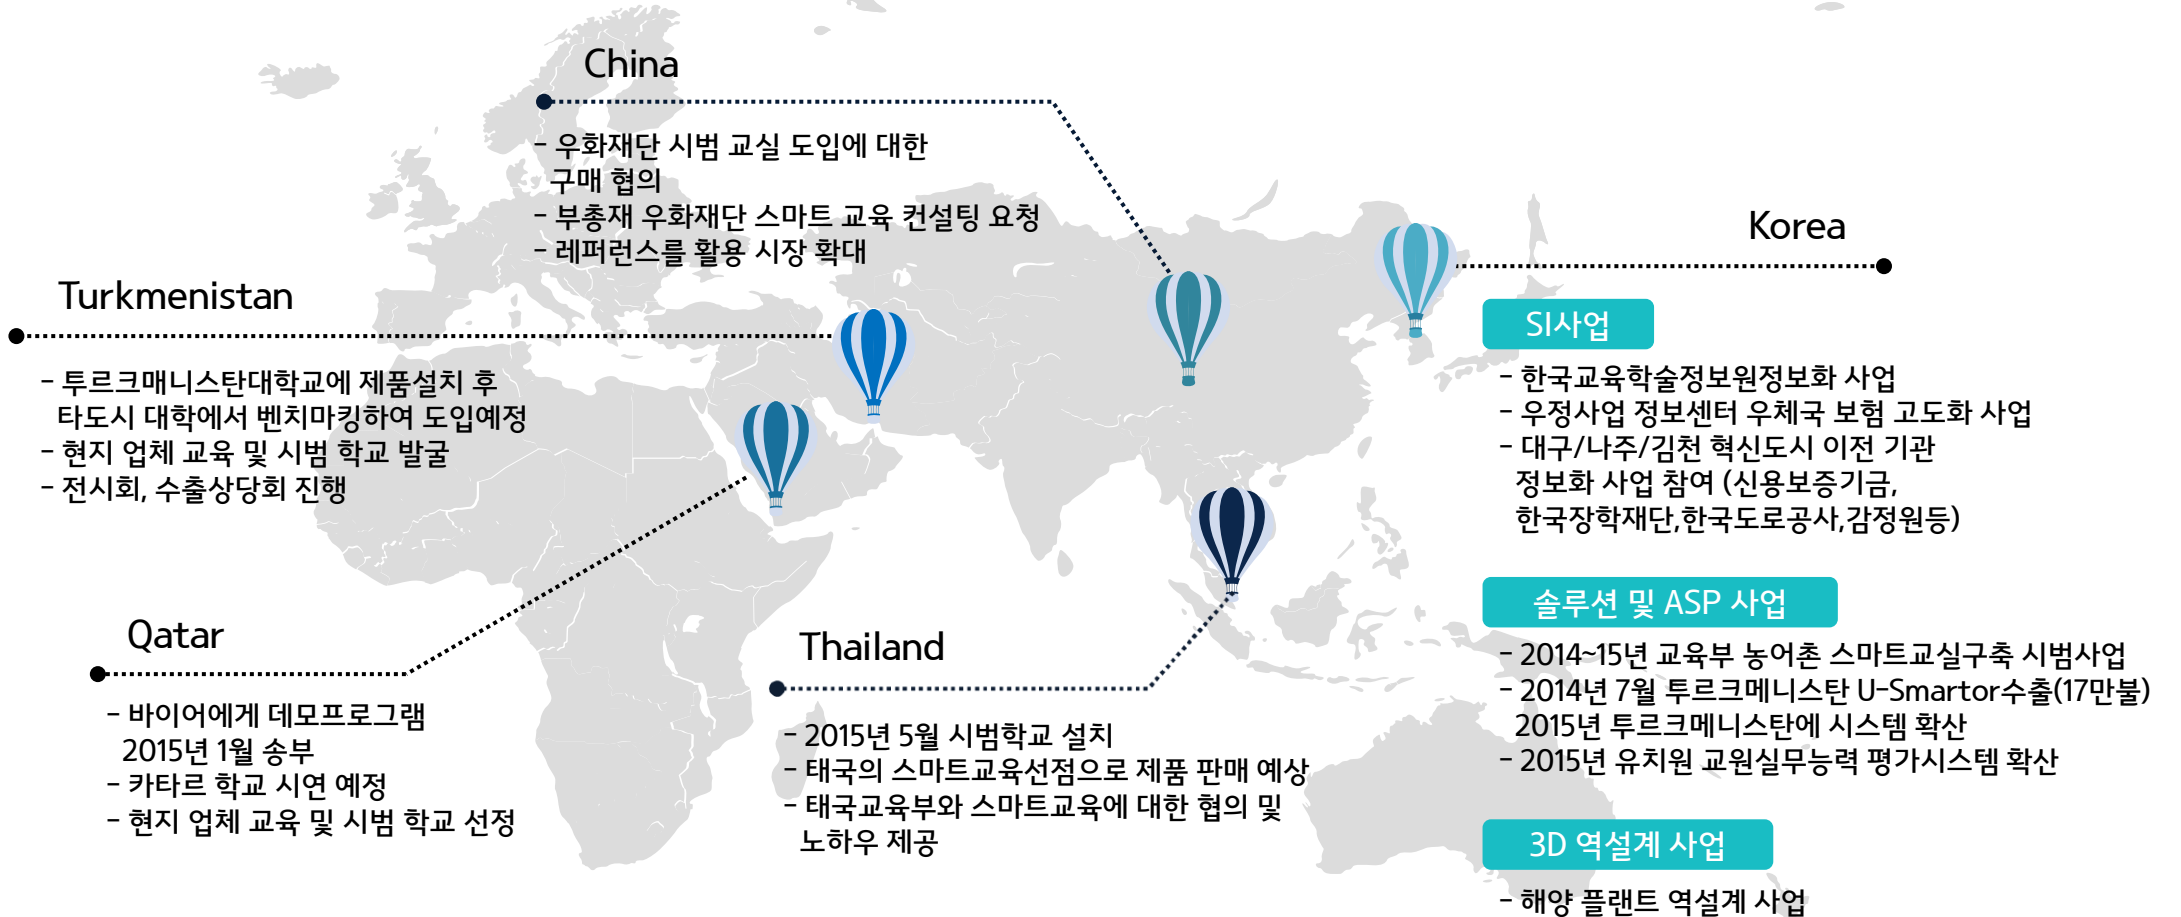 China
- 우화재단 시범 교실 도입에 대한
구매 협의
- 부총재 우화재단 스마트 교육 컨설팅 요청
- 레퍼런스를 활용 시장 확대
Turkmenistan
- 투르크매니스탄대학교에 제품설치 후
타도시 대학에서 벤치마킹하여 도입예정
- 현지 업체 교육 및 시범 학교 발굴
- 전시회, 수출상당회 진행
Qatar
- 바이어에게 데모프로그램
2015년 1월 송부
- 카타르 학교 시연 예정
- 현지 업체 교육 및 시범 학교 선정
Thailand
- 2015년 5월 시범학교 설치
- 태국의 스마트교육선점으로 제품 판매 예상
- 태국교육부와 스마트교육에 대한 협의 및
노하우 제공
Korea
SI사업
- 한국교육학술정보원정보화 사업
- 우정사업 정보센터 우체국 보험 고도화 사업
- 대구/나주/김천 혁신도시 이전 기관
정보화 사업 참여 (신용보증기금,
한국장학재단,한국도로공사,감정원등)
솔루션 및 ASP 사업
- 2014~15년 교육부 농어촌 스마트교실구축 시범사업
- 2014년 7월 투르크메니스탄 U-Smartor수출(17만불)
2015년 투르크메니스탄에 시스템 확산
- 2015년 유치원 교원실무능력 평가시스템 확산
3D 역설계 사업
- 해양 플랜트 역설계 사업